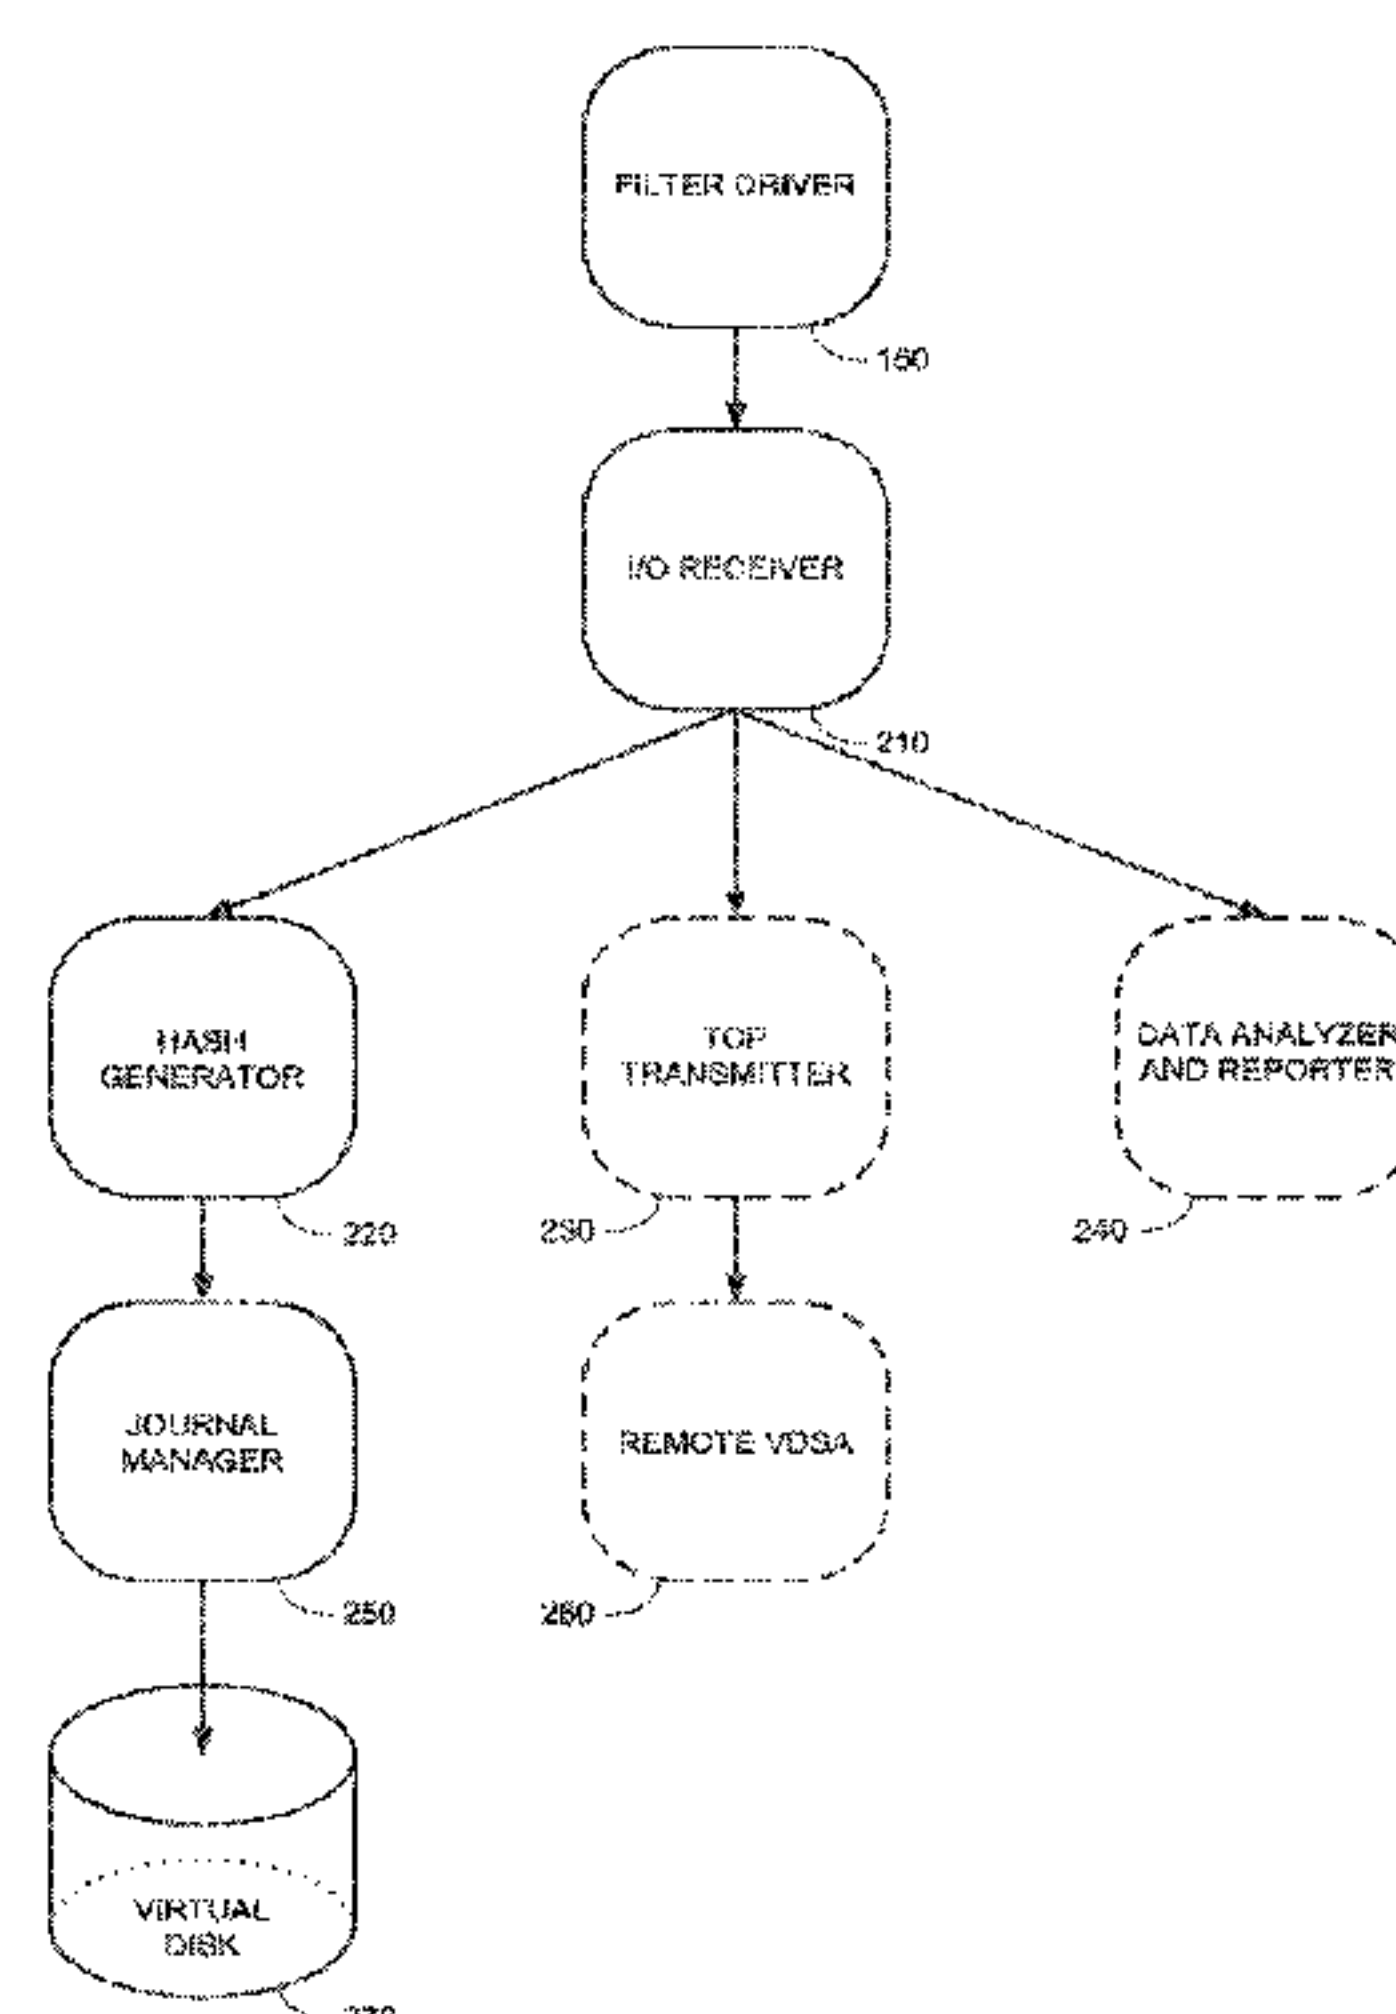 FILTER DRIVER
150
I/O RECEIVER
210
HASH
GENERATOR
220
TCP
TRANSMITTER
230
DATA ANALYZER
AND REPORTER
240
JOURNAL
MANAGER
250
REMOTE VDSA
260
VIRTUAL
DISK